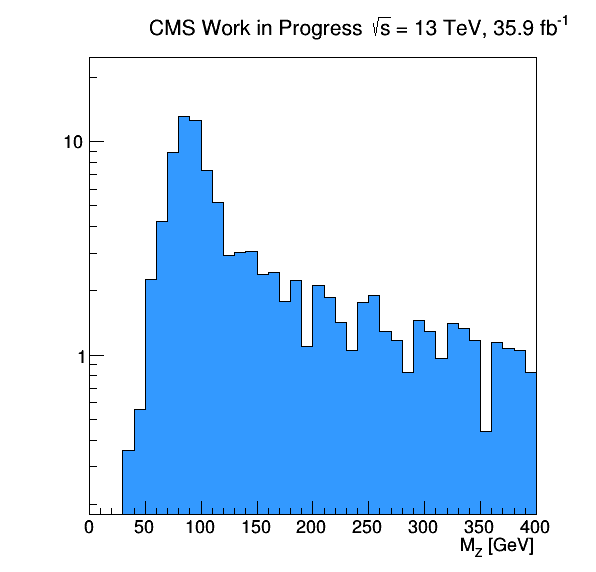 CMS Work in Progress √s = 13 TeV, 35.9 fb⁻¹
10
1
0 50 100 150 200 250 300 350 400
M_Z [GeV]